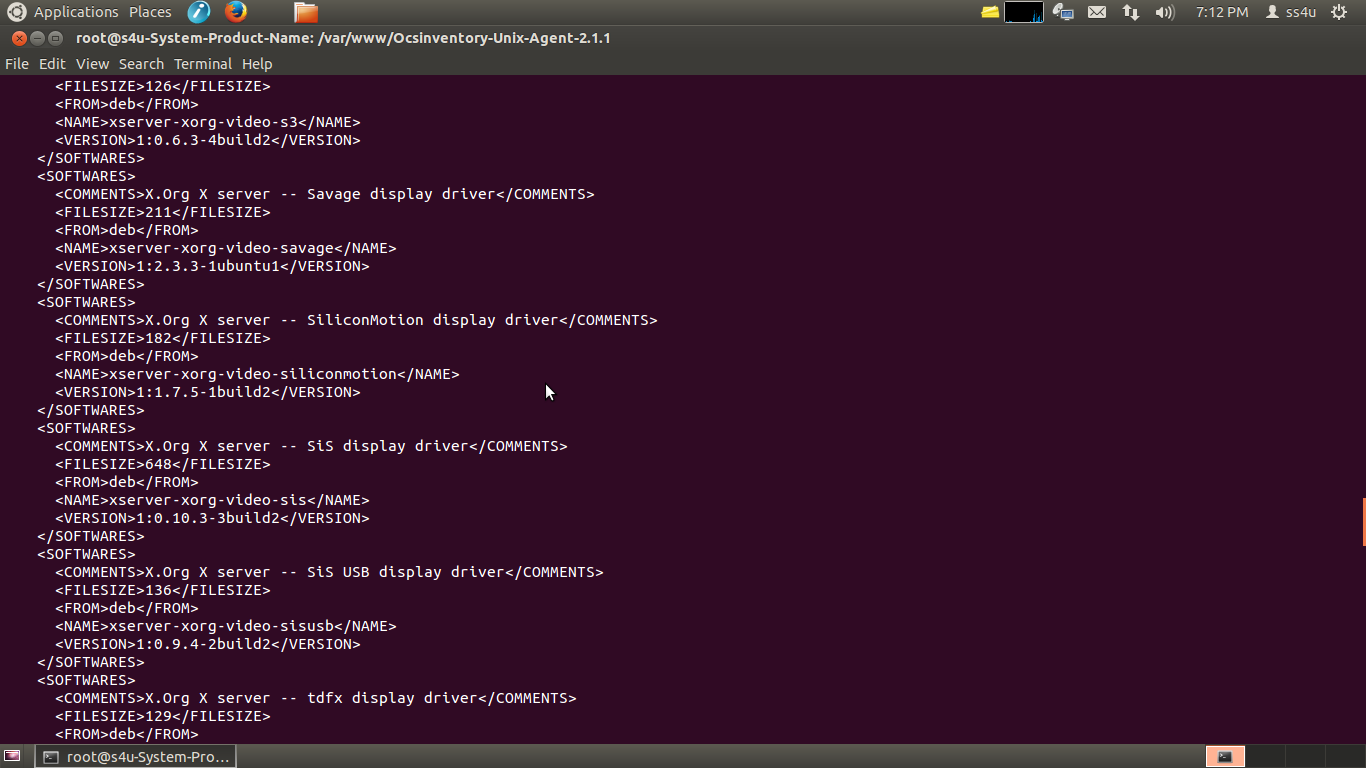 Applications Places 7:12 PM ss4u
root@s4u-System-Product-Name: /var/www/Ocsinventory-Unix-Agent-2.1.1
File Edit View Search Terminal Help
<FILESIZE>126</FILESIZE>
<FROM>deb</FROM>
<NAME>xserver-xorg-video-s3</NAME>
<VERSION>1:0.6.3-4build2</VERSION>
</SOFTWARES>
<SOFTWARES>
<COMMENTS>X.Org X server -- Savage display driver</COMMENTS>
<FILESIZE>211</FILESIZE>
<FROM>deb</FROM>
<NAME>xserver-xorg-video-savage</NAME>
<VERSION>1:2.3.3-1ubuntu1</VERSION>
</SOFTWARES>
<SOFTWARES>
<COMMENTS>X.Org X server -- SiliconMotion display driver</COMMENTS>
<FILESIZE>182</FILESIZE>
<FROM>deb</FROM>
<NAME>xserver-xorg-video-siliconmotion</NAME>
<VERSION>1:1.7.5-1build2</VERSION>
</SOFTWARES>
<SOFTWARES>
<COMMENTS>X.Org X server -- SiS display driver</COMMENTS>
<FILESIZE>648</FILESIZE>
<FROM>deb</FROM>
<NAME>xserver-xorg-video-sis</NAME>
<VERSION>1:0.10.3-3build2</VERSION>
</SOFTWARES>
<SOFTWARES>
<COMMENTS>X.Org X server -- SiS USB display driver</COMMENTS>
<FILESIZE>136</FILESIZE>
<FROM>deb</FROM>
<NAME>xserver-xorg-video-sisusb</NAME>
<VERSION>1:0.9.4-2build2</VERSION>
</SOFTWARES>
<SOFTWARES>
<COMMENTS>X.Org X server -- tdfx display driver</COMMENTS>
<FILESIZE>129</FILESIZE>
<FROM>deb</FROM>
root@s4u-System-Pro...